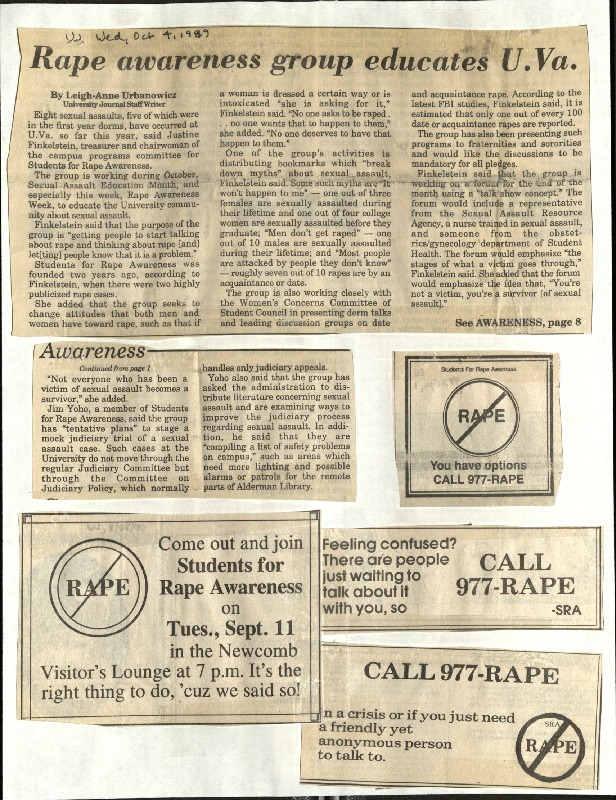 Wed, Oct 4, 1989
Rape awareness group educates U.Va.
By Leigh-Anne Urbanowicz
University Journal Staff Writer
Eight sexual assaults, five of which were
in the first year dorms, have occurred at
U.Va. so far this year, said Justine
Finkelstein, treasurer and chairwoman of
the campus programs committee for
Students for Rape Awareness.
The group is working during October,
Sexual Assault Education Month, and
especially this week, Rape Awareness
Week, to educate the University commu-
nity about sexual assault.
Finkelstein said that the purpose of the
group is "getting people to start talking
about rape and thinking about rape [and]
let[ting] people know that it is a problem."
Students for Rape Awareness was
founded two years ago, according to
Finkelstein, when there were two highly
publicized rape cases.
She added that the group seeks to
change attitudes that both men and
women have toward rape, such as that if
a woman is dressed a certain way or is
intoxicated "she is asking for it,"
Finkelstein said. "No one asks to be raped .
. . no one wants that to happen to them,"
she added. "No one deserves to have that
happen to them."
One of the group's activities is
distributing bookmarks which "break
down myths" about sexual assault,
Finkelstein said. Some such myths are "It
won't happen to me" — one out of three
females are sexually assaulted during
their lifetime and one out of four college
women are sexually assaulted before they
graduate; "Men don't get raped" — one
out of 10 males are sexually assaulted
during their lifetime; and "Most people
are attacked by people they don't know"
— roughly seven out of 10 rapes are by an
acquaintance or date.
The group is also working closely with
the Women's Concerns Committee of
Student Council in presenting dorm talks
and leading discussion groups on date
and acquaintance rape. According to the
latest FBI studies, Finkelstein said, it is
estimated that only one out of every 100
date or acquaintance rapes are reported.
The group has also been presenting such
programs to fraternities and sororities
and would like the discussions to be
mandatory for all pledges.
Finkelstein said that the group is
working on a forum for the end of the
month using a "talk show concept." The
forum would include a representative
from the Sexual Assault Resource
Agency, a nurse trained in sexual assault,
and someone from the obstet-
rics/gynecology department of Student
Health. The forum would emphasize "the
stages of what a victim goes through,"
Finkelstein said. She added that the forum
would emphasize the idea that, "You're
not a victim, you're a survivor [of sexual
assault]."
See AWARENESS, page 8
Awareness
Continued from page 1
"Not everyone who has been a
victim of sexual assault becomes a
survivor," she added.
Jim Yoho, a member of Students
for Rape Awareness, said the group
has "tentative plans" to stage a
mock judiciary trial of a sexual
assault case. Such cases at the
University do not move through the
regular Judiciary Committee but
through the Committee on
Judiciary Policy, which normally
handles only judiciary appeals.
Yoho also said that the group has
asked the administration to dis-
tribute literature concerning sexual
assault and are examining ways to
improve the judiciary process
regarding sexual assault. In addi-
tion, he said that they are
"compiling a list of safety problems
on campus," such as areas which
need more lighting and possible
alarms or patrols for the remote
parts of Alderman Library.
Students For Rape Awareness
RAPE
You have options
CALL 977-RAPE
RAPE
Come out and join
Students for
Rape Awareness
on
Tues., Sept. 11
in the Newcomb
Visitor's Lounge at 7 p.m. It's the
right thing to do, 'cuz we said so!
Feeling confused?
There are people
just waiting to
talk about it
with you, so
CALL
977-RAPE
-SRA
CALL 977-RAPE
n a crisis or if you just need
a friendly yet
anonymous person
to talk to.
SRA
RAPE